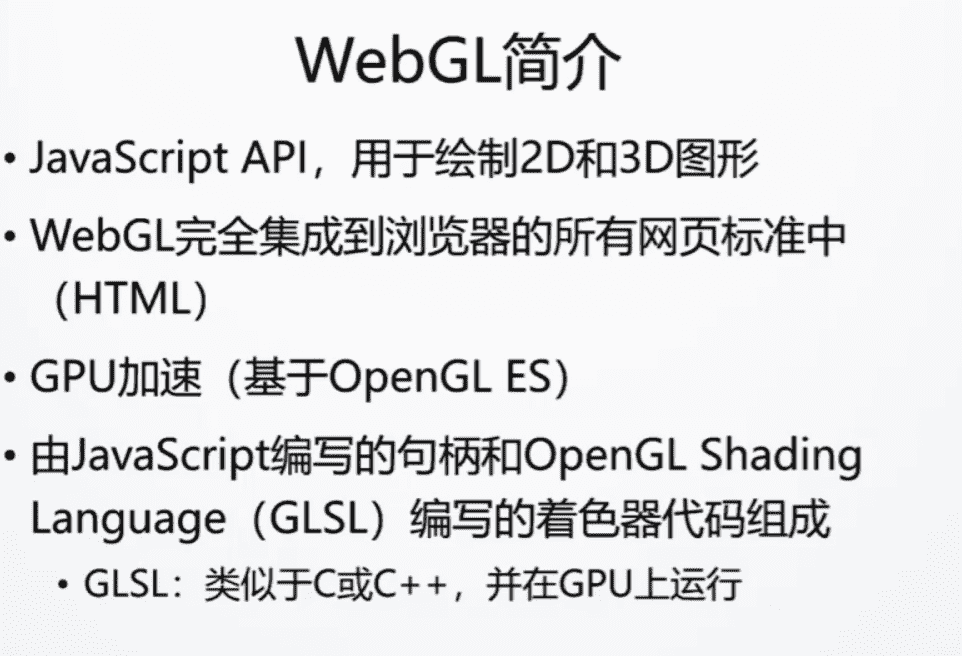 WebGL简介
• JavaScript API，用于绘制2D和3D图形
• WebGL完全集成到浏览器的所有网页标准中
（HTML）
• GPU加速（基于OpenGL ES）
• 由JavaScript编写的句柄和OpenGL Shading
Language（GLSL）编写的着色器代码组成
• GLSL：类似于C或C++，并在GPU上运行